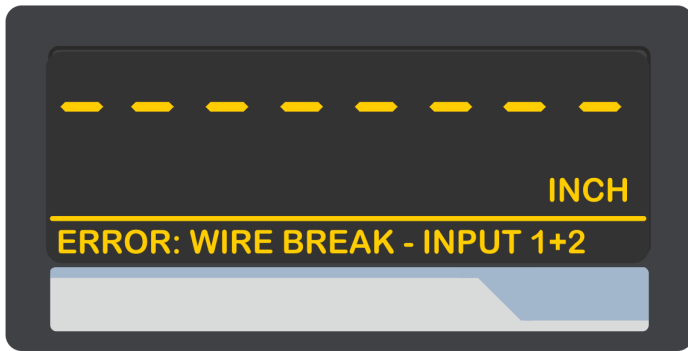 - - - - - - - -
INCH
ERROR: WIRE BREAK - INPUT 1+2